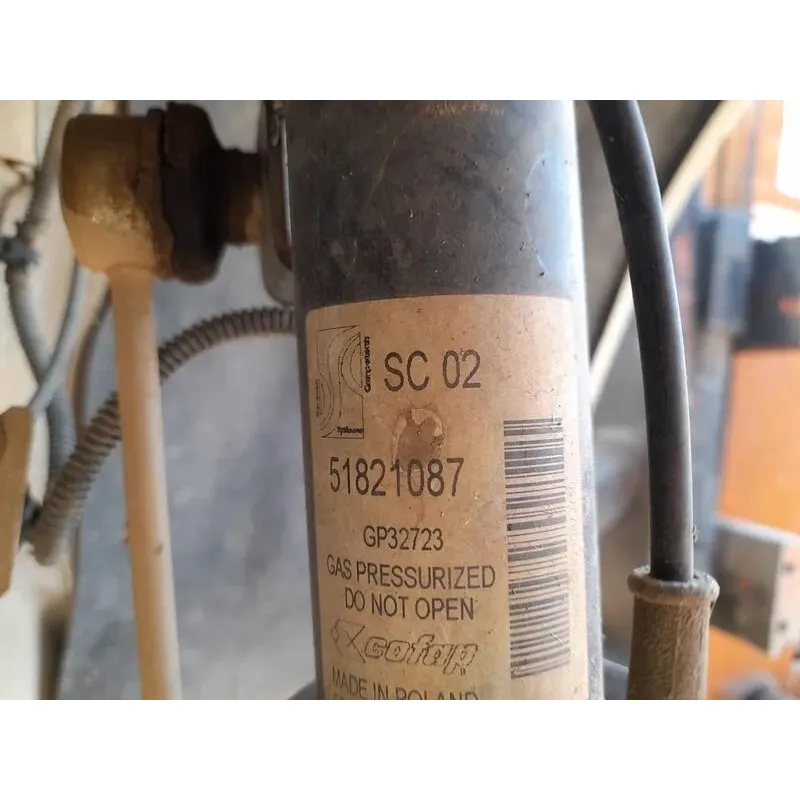 SC 02
51821087
GP32723
GAS PRESSURIZED
DO NOT OPEN
cofap
MADE IN POLAND